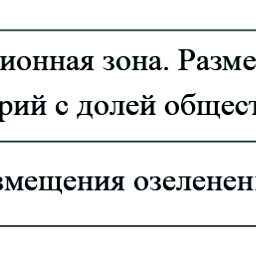 ионная зона. Разме
рий с долей общест
змещения озеленен